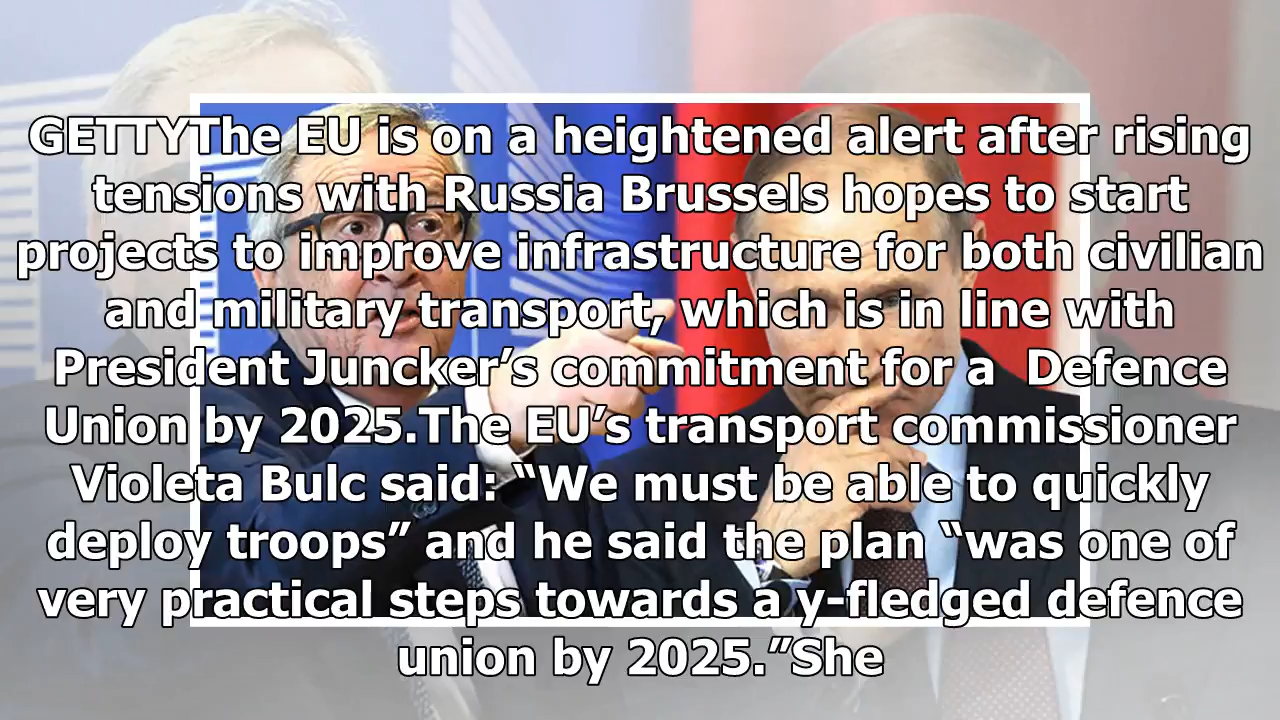 GETTYThe EU is on a heightened alert after rising
tensions with Russia Brussels hopes to start
projects to improve infrastructure for both civilian
and military transport, which is in line with
President Juncker’s commitment for a  Defence
Union by 2025.The EU’s transport commissioner
Violeta Bulc said: “We must be able to quickly
deploy troops” and he said the plan “was one of
very practical steps towards a y-fledged defence
union by 2025.”She